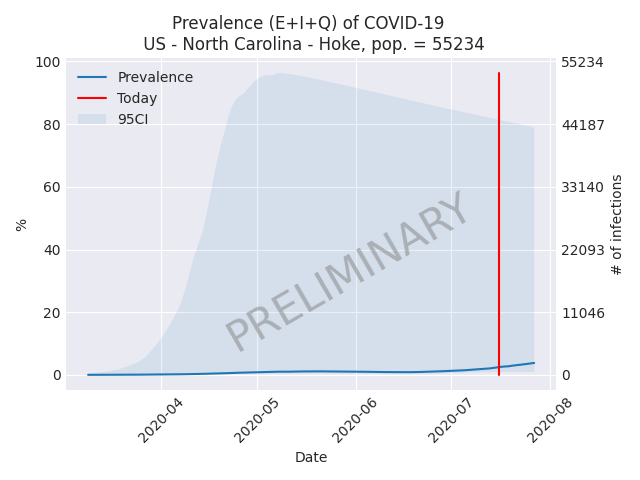 Prevalence (E+I+Q) of COVID-19
US - North Carolina - Hoke, pop. = 55234
Prevalence
Today
95CI
100
80
60
40
20
0
%
55234
44187
33140
22093
11046
0
# of infections
PRELIMINARY
2020-04
2020-05
2020-06
2020-07
2020-08
Date